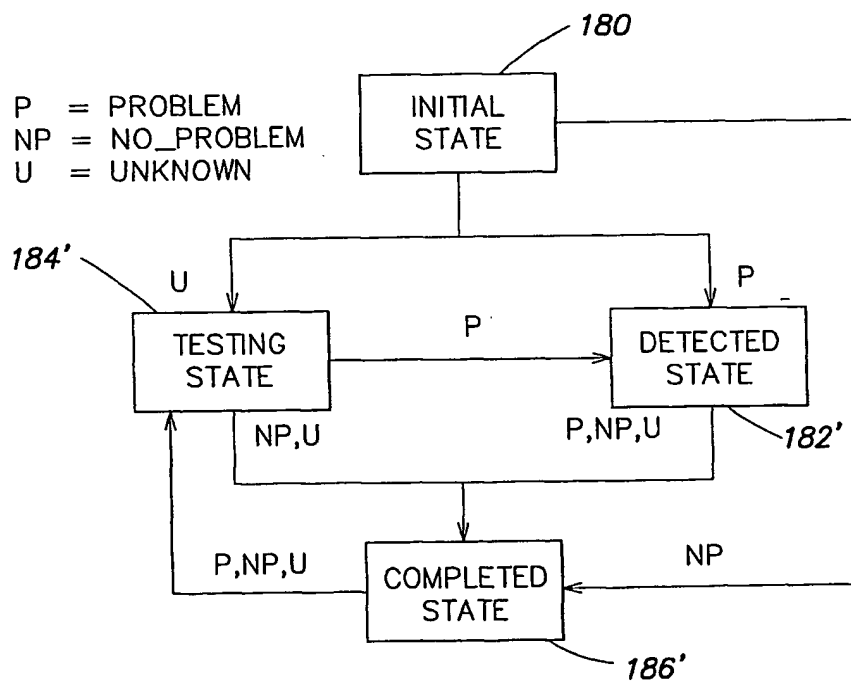 180
P = PROBLEM
NP = NO_PROBLEM
U = UNKNOWN
INITIAL
STATE
184'
U
P
TESTING
STATE
P
DETECTED
STATE
NP,U
P,NP,U
182'
P,NP,U
COMPLETED
STATE
NP
186'